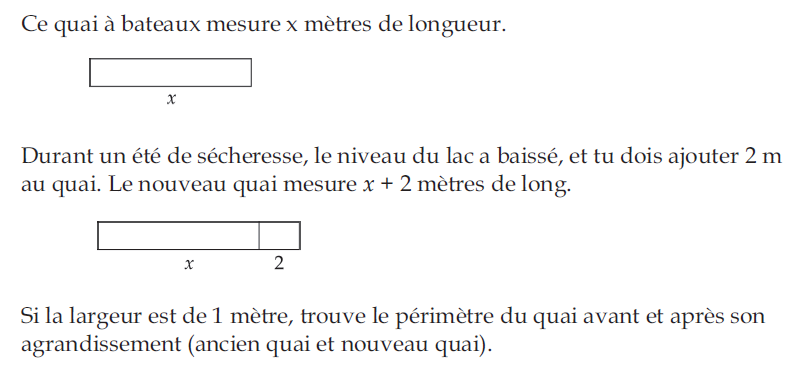 Ce quai à bateaux mesure x mètres de longueur.
x
Durant un été de sécheresse, le niveau du lac a baissé, et tu dois ajouter 2 m
au quai. Le nouveau quai mesure x + 2 mètres de long.
x 2
Si la largeur est de 1 mètre, trouve le périmètre du quai avant et après son
agrandissement (ancien quai et nouveau quai).